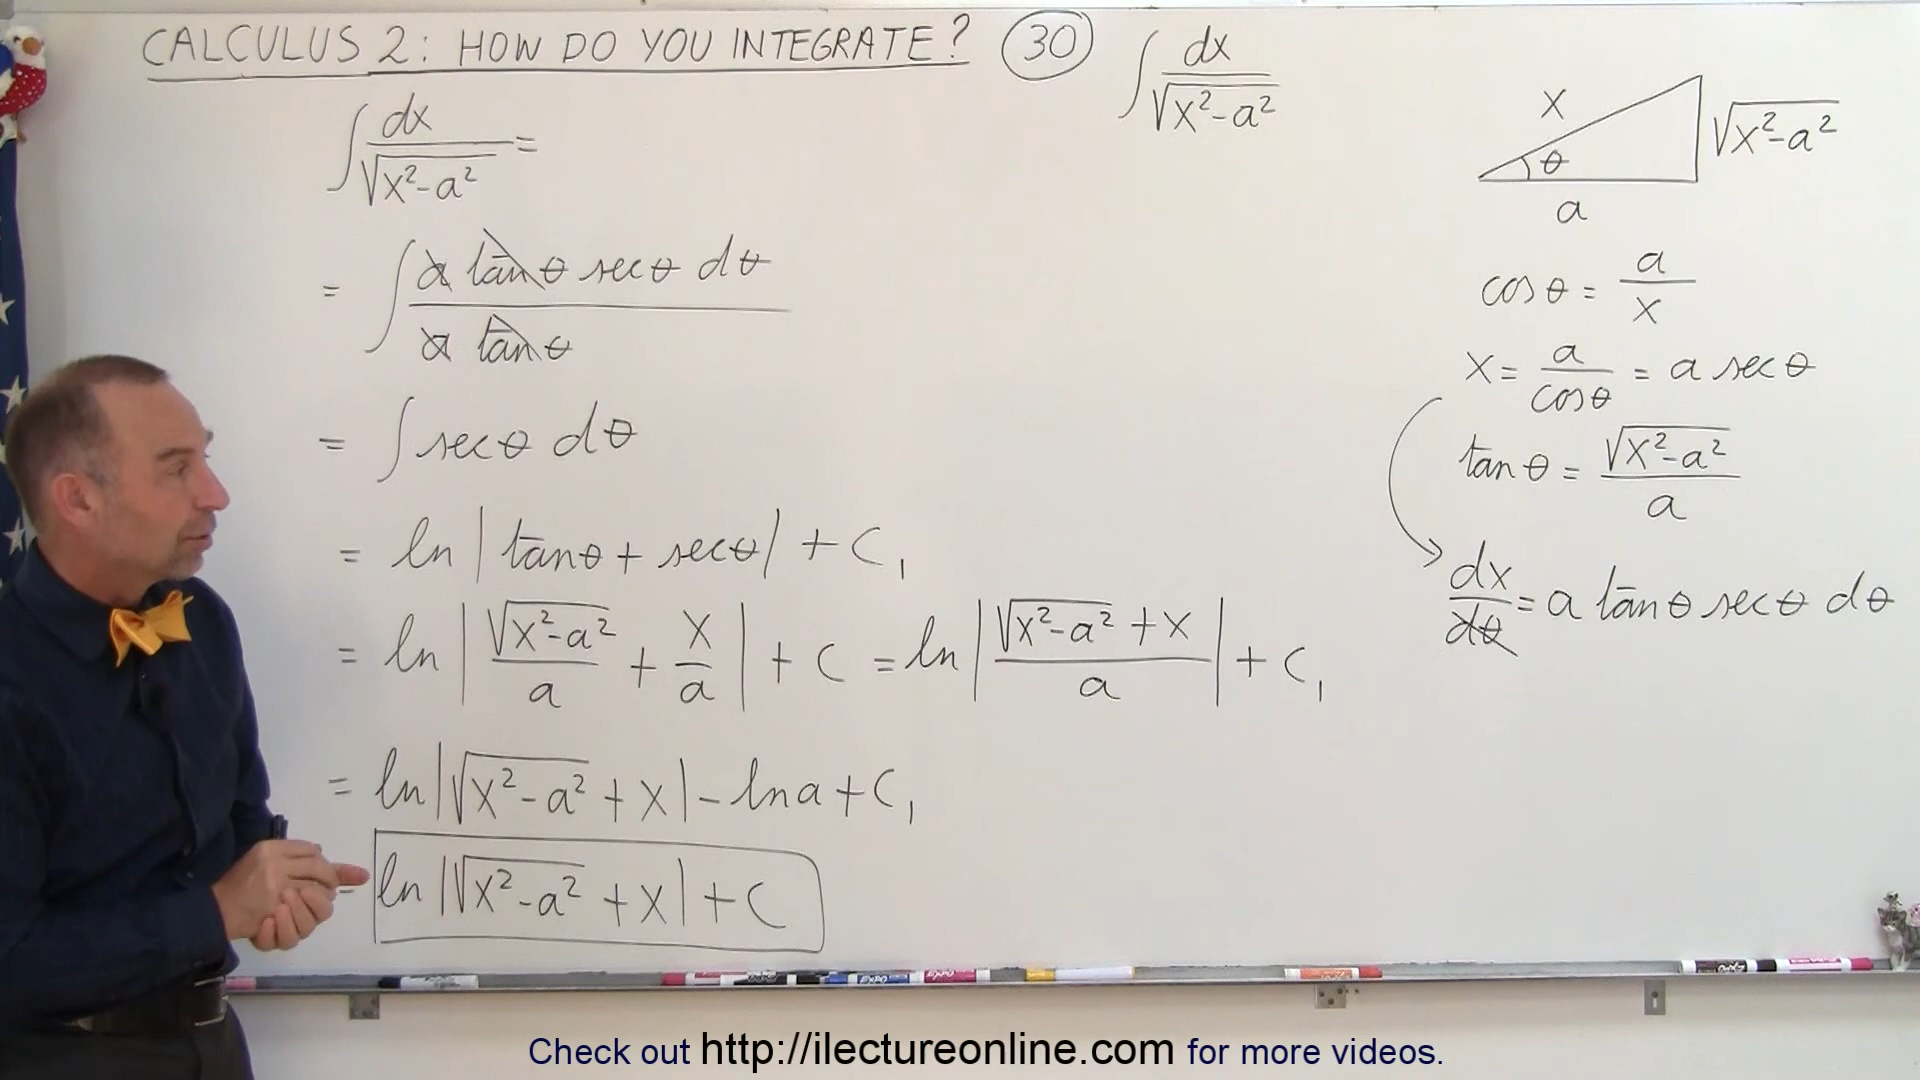 CALCULUS 2: HOW DO YOU INTEGRATE? 30 ∫ dx/√(x²-a²)
∫ dx/√(x²-a²) =
= ∫ a tanθ secθ dθ / a tanθ
= ∫ secθ dθ
= ln|tanθ + secθ| + C₁
= ln|√(x²-a²)/a + x/a| + C = ln|(√(x²-a²) + x)/a| + C₁
= ln|√(x²-a²) + x| - ln a + C₁
= ln|√(x²-a²) + x| + C
x
√(x²-a²)
θ
a
cosθ = a/x
x = a/cosθ = a secθ
tanθ = √(x²-a²)/a
dx/dθ = a tanθ secθ dθ
Check out http://ilectureonline.com for more videos.